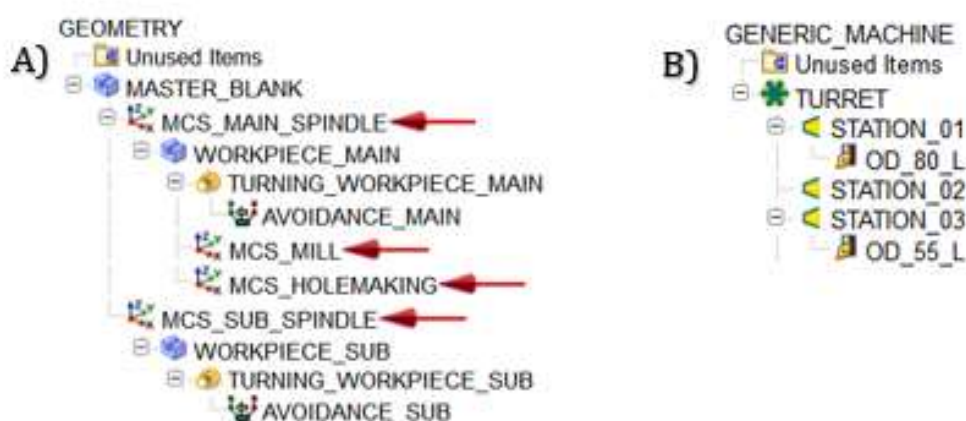 A)
GEOMETRY
Unused Items
MASTER_BLANK
MCS_MAIN_SPINDLE
WORKPIECE_MAIN
TURNING_WORKPIECE_MAIN
AVOIDANCE_MAIN
MCS_MILL
MCS_HOLEMAKING
MCS_SUB_SPINDLE
WORKPIECE_SUB
TURNING_WORKPIECE_SUB
AVOIDANCE_SUB
B)
GENERIC_MACHINE
Unused Items
TURRET
STATION_01
OD_80_L
STATION_02
STATION_03
OD_55_L